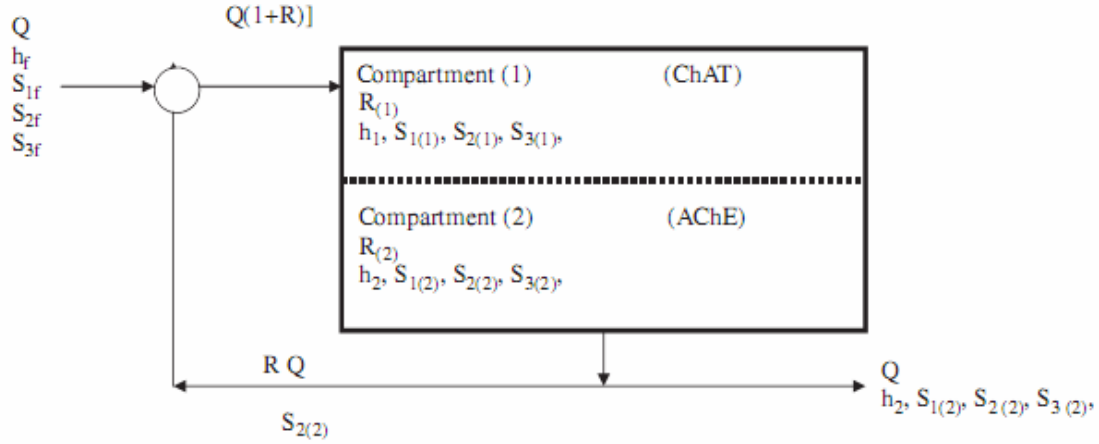 Q
h_f
S_1f
S_2f
S_3f
Q(1+R)]
Compartment (1) (ChAT)
R_(1)
h_1, S_1(1), S_2(1), S_3(1),
Compartment (2) (AChE)
R_(2)
h_2, S_1(2), S_2(2), S_3(2),
R Q
S_2(2)
Q
h_2, S_1(2), S_2(2), S_3(2),